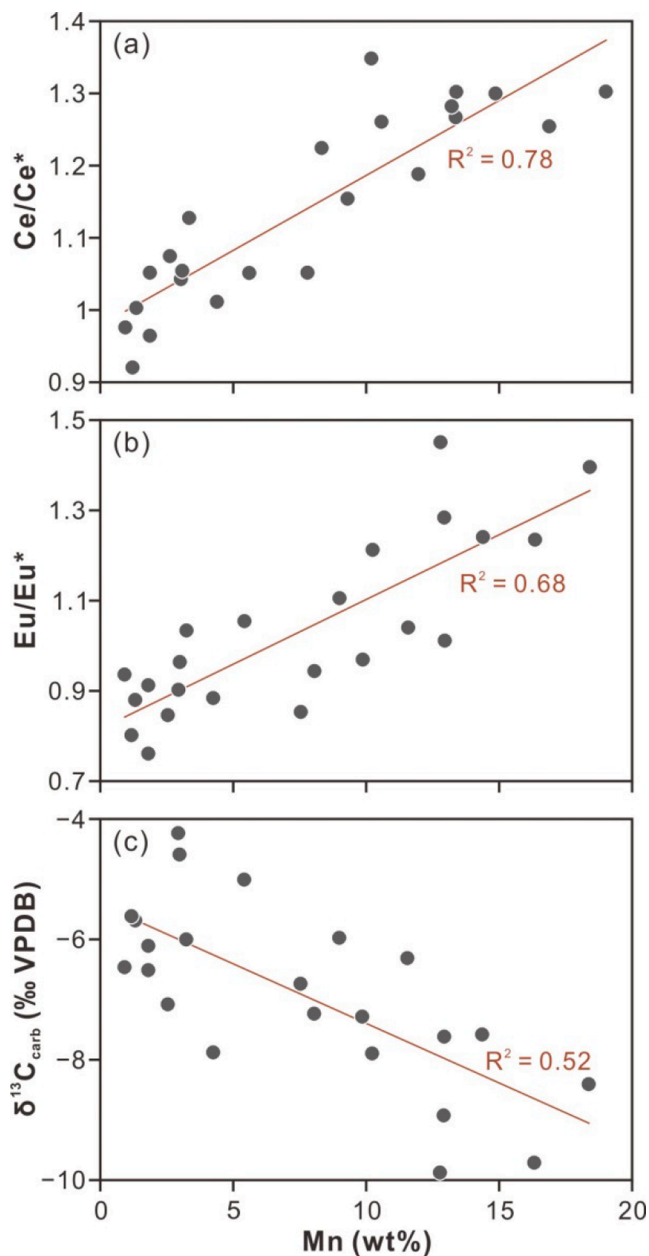 (a)
1.4
1.3
1.2
1.1
1
0.9
Ce/Ce*
R² = 0.78
(b)
1.5
1.3
1.1
0.9
0.7
Eu/Eu*
R² = 0.68
(c)
−4
−6
−8
−10
δ¹³C_carb (‰ VPDB)
R² = 0.52
0 5 10 15 20
Mn (wt%)